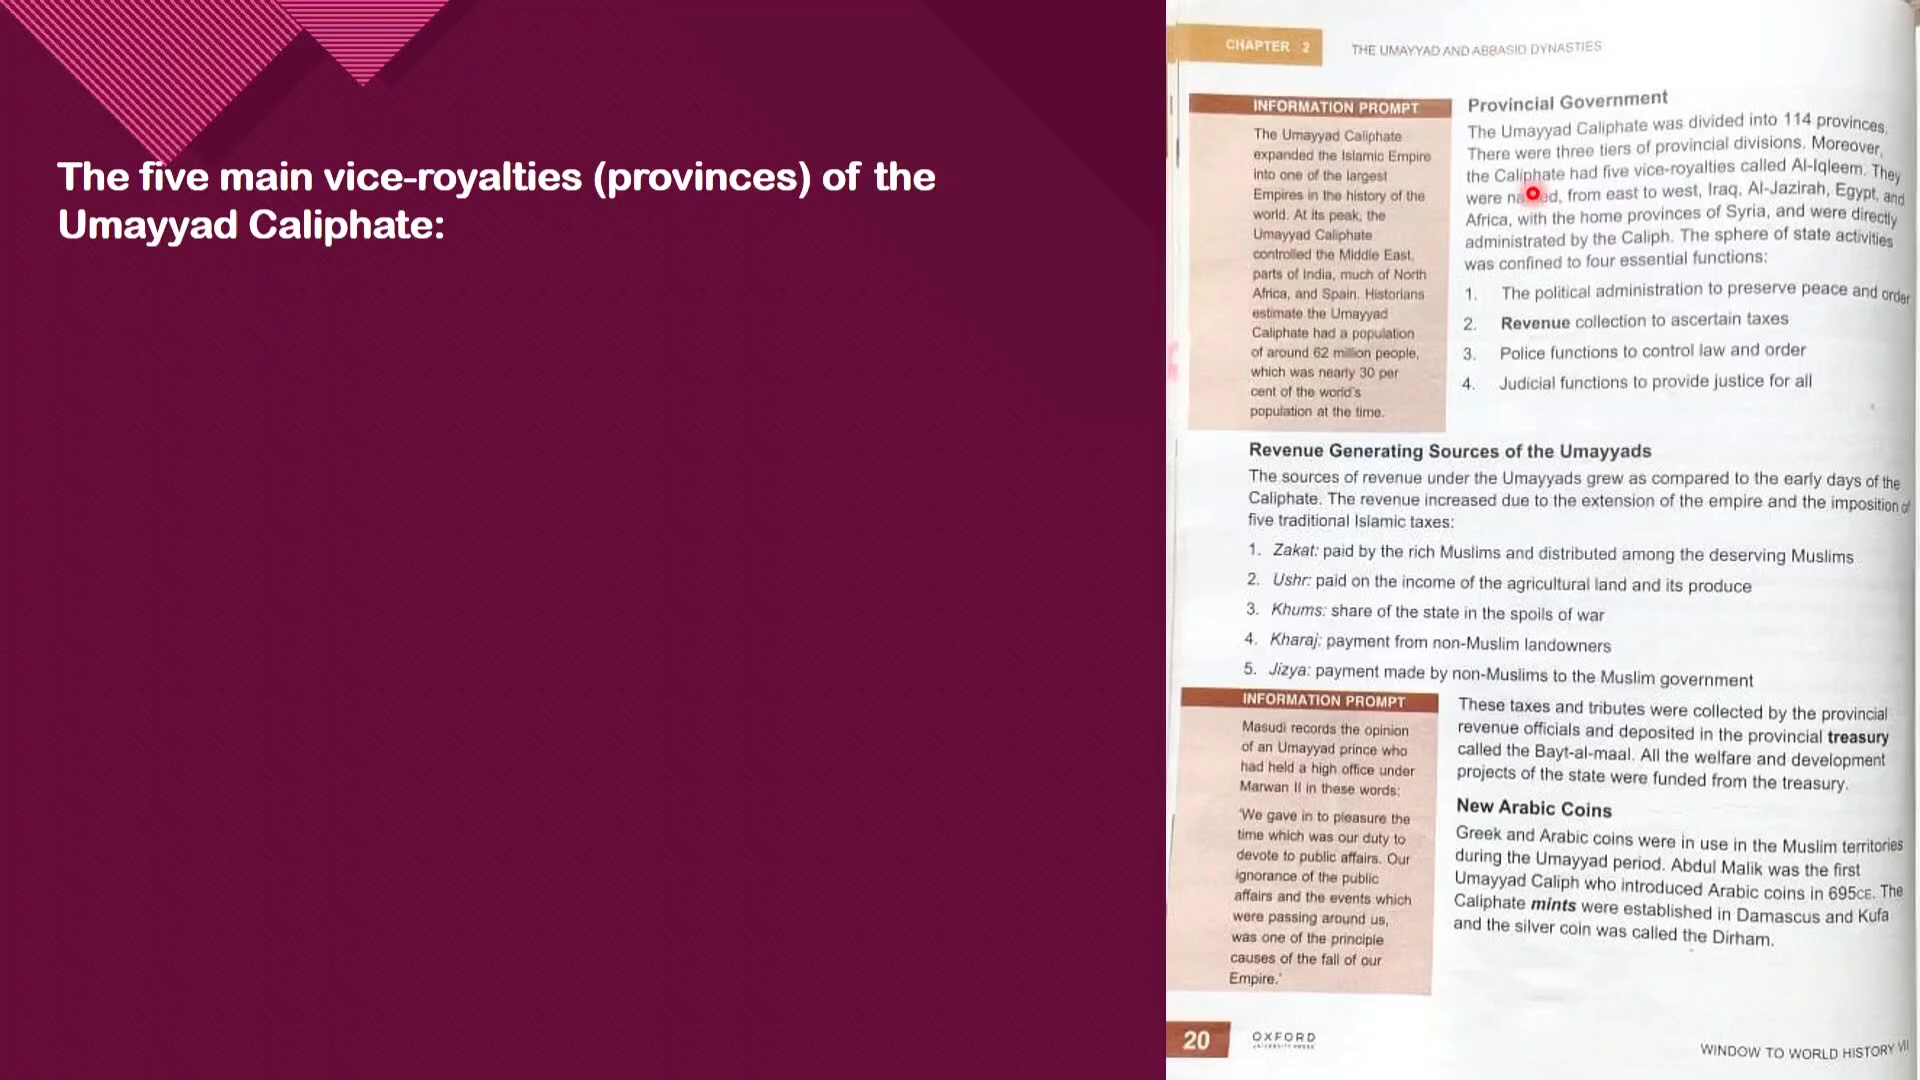 The five main vice-royalties (provinces) of the
Umayyad Caliphate:
CHAPTER 2
THE UMAYYAD AND ABBASID DYNASTIES
INFORMATION PROMPT
The Umayyad Caliphate
expanded the Islamic Empire
into one of the largest
Empires in the history of the
world. At its peak, the
Umayyad Caliphate
controlled the Middle East,
parts of India, much of North
Africa, and Spain. Historians
estimate the Umayyad
Caliphate had a population
of around 62 million people,
which was nearly 30 per
cent of the world's
population at the time.
Provincial Government
The Umayyad Caliphate was divided into 114 provinces.
There were three tiers of provincial divisions. Moreover,
the Caliphate had five vice-royalties called Al-Iqleem. They
were named, from east to west, Iraq, Al-Jazirah, Egypt, and
Africa, with the home provinces of Syria, and were directly
administrated by the Caliph. The sphere of state activities
was confined to four essential functions:
1. The political administration to preserve peace and order
2. Revenue collection to ascertain taxes
3. Police functions to control law and order
4. Judicial functions to provide justice for all
Revenue Generating Sources of the Umayyads
The sources of revenue under the Umayyads grew as compared to the early days of the
Caliphate. The revenue increased due to the extension of the empire and the imposition of
five traditional Islamic taxes:
1. Zakat: paid by the rich Muslims and distributed among the deserving Muslims
2. Ushr: paid on the income of the agricultural land and its produce
3. Khums: share of the state in the spoils of war
4. Kharaj: payment from non-Muslim landowners
5. Jizya: payment made by non-Muslims to the Muslim government
INFORMATION PROMPT
Masudi records the opinion
of an Umayyad prince who
had held a high office under
Marwan II in these words:
'We gave in to pleasure the
time which was our duty to
devote to public affairs. Our
ignorance of the public
affairs and the events which
were passing around us,
was one of the principle
causes of the fall of our
Empire.'
These taxes and tributes were collected by the provincial
revenue officials and deposited in the provincial treasury
called the Bayt-al-maal. All the welfare and development
projects of the state were funded from the treasury.
New Arabic Coins
Greek and Arabic coins were in use in the Muslim territories
during the Umayyad period. Abdul Malik was the first
Umayyad Caliph who introduced Arabic coins in 695CE. The
Caliphate mints were established in Damascus and Kufa
and the silver coin was called the Dirham.
20
OXFORD
UNIVERSITY PRESS
WINDOW TO WORLD HISTORY VII